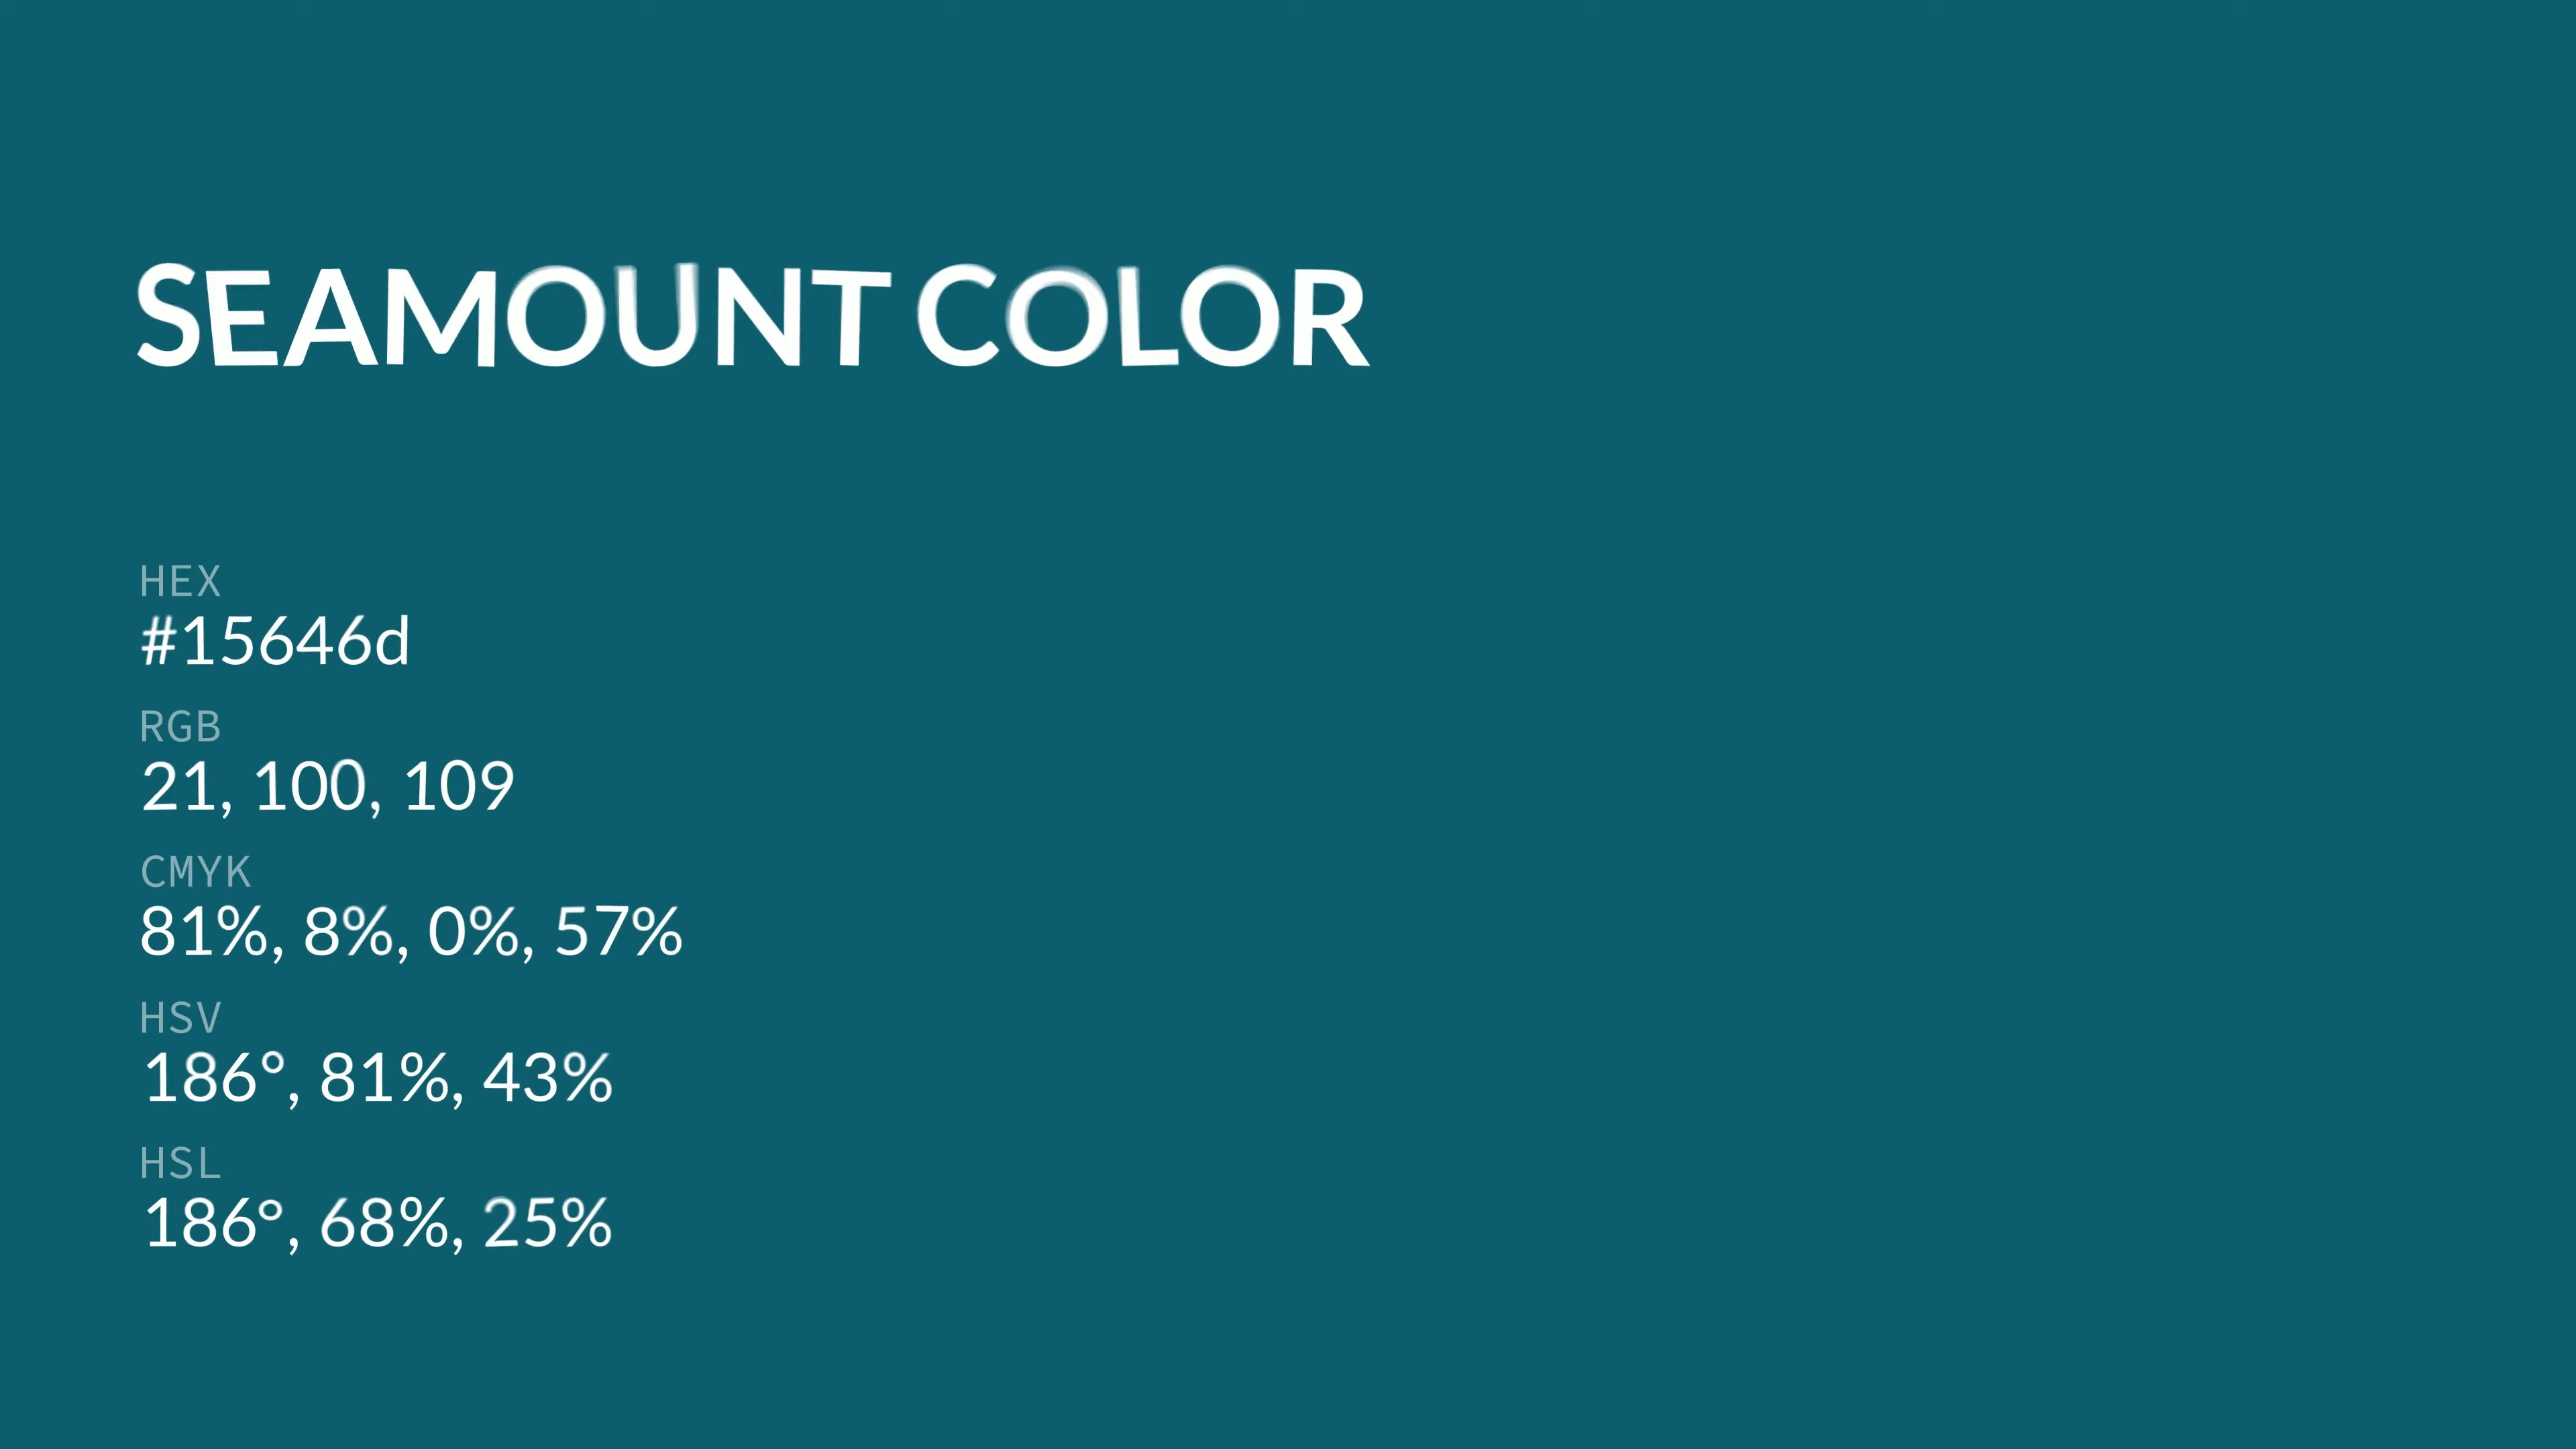 SEAMOUNT COLOR
HEX
#15646d
RGB
21, 100, 109
CMYK
81%, 8%, 0%, 57%
HSV
186°, 81%, 43%
HSL
186°, 68%, 25%